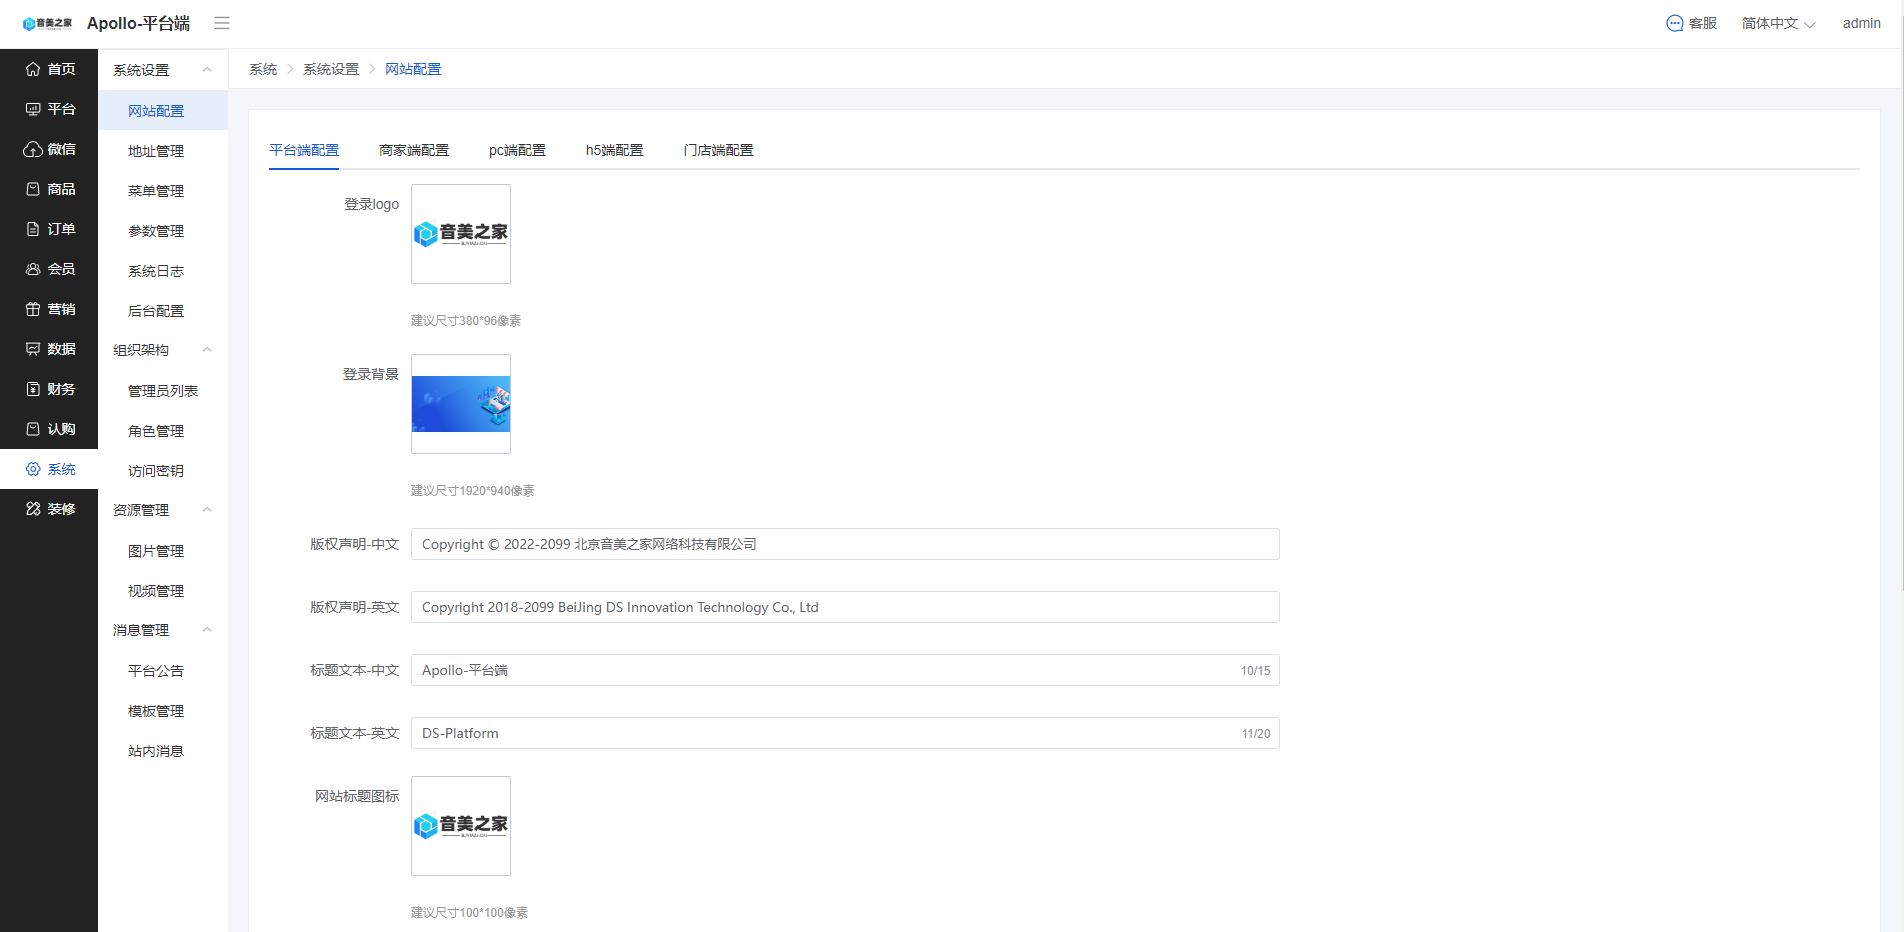 音美之家
Apollo-平台端
客服
简体中文
admin
首页
平台
微信
商品
订单
会员
营销
数据
财务
认购
系统
装修
系统设置
网站配置
地址管理
菜单管理
参数管理
系统日志
后台配置
组织架构
管理员列表
角色管理
访问密钥
资源管理
图片管理
视频管理
消息管理
平台公告
模板管理
站内消息
系统 > 系统设置 > 网站配置
平台端配置 商家端配置 pc端配置 h5端配置 门店端配置
登录logo
音美之家
建议尺寸380*96像素
登录背景
建议尺寸1920*940像素
版权声明-中文
Copyright © 2022-2099 北京音美之家网络科技有限公司
版权声明-英文
Copyright 2018-2099 BeiJing DS Innovation Technology Co., Ltd
标题文本-中文
Apollo-平台端
10/15
标题文本-英文
DS-Platform
11/20
网站标题图标
音美之家
建议尺寸100*100像素